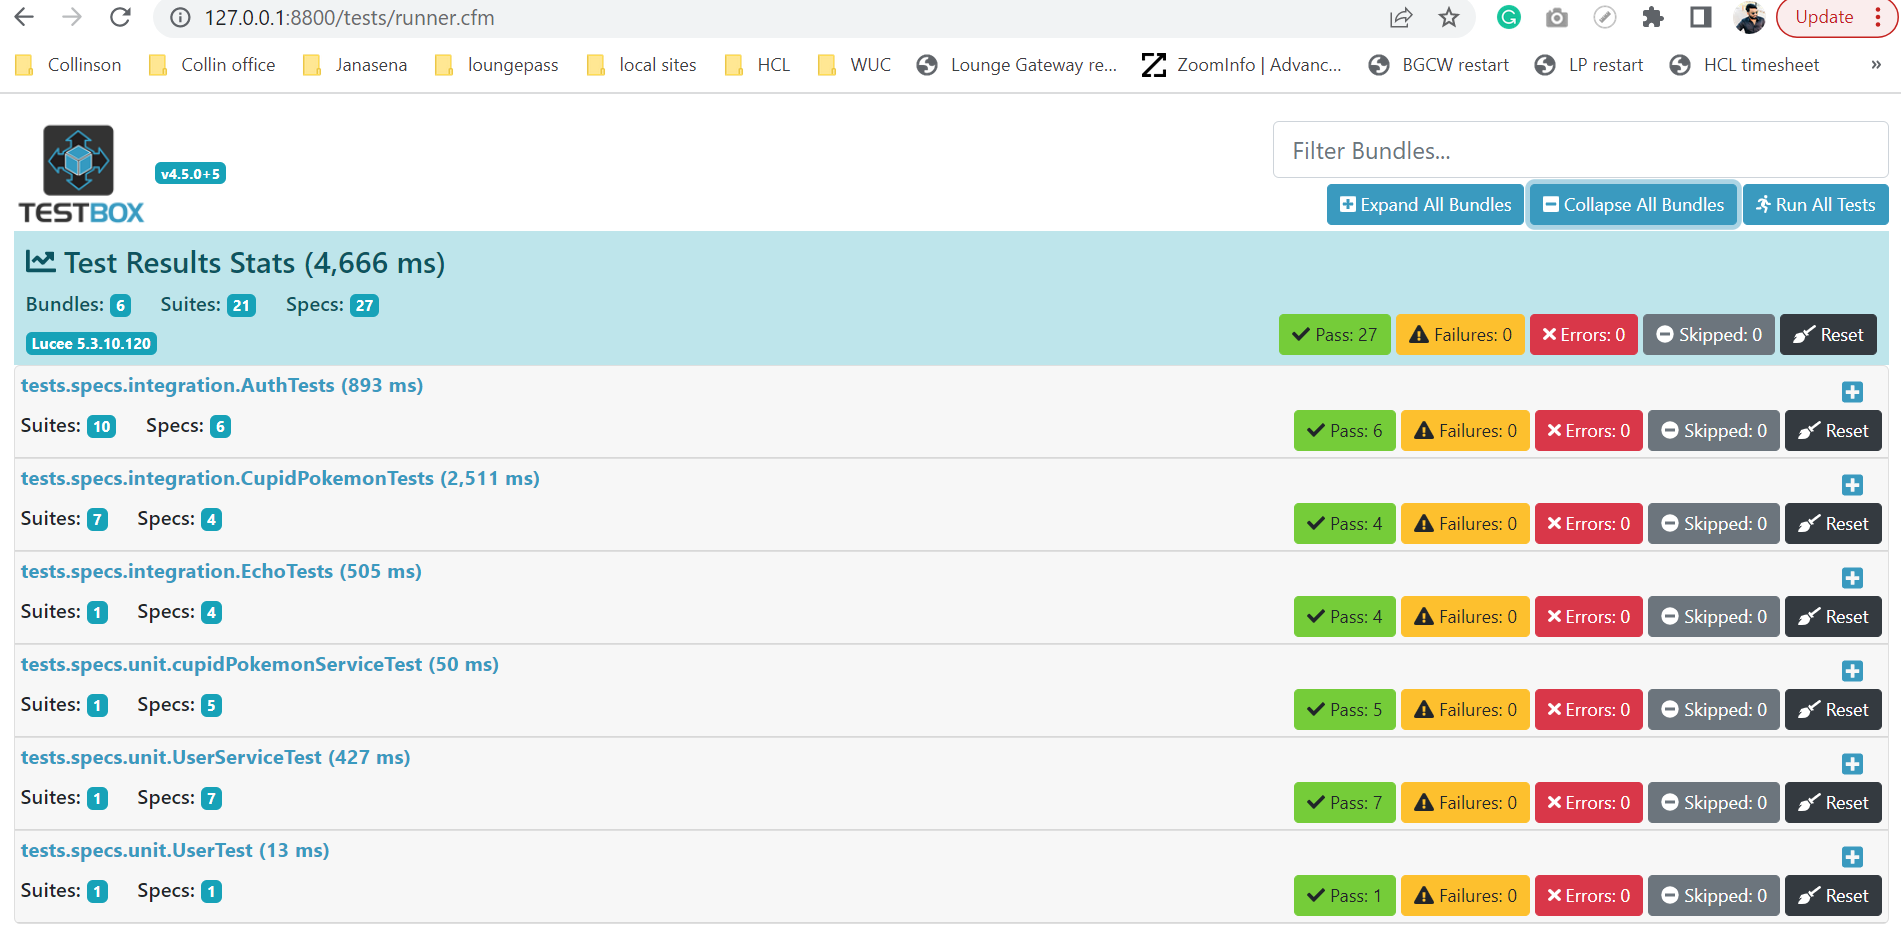 127.0.0.1:8800/tests/runner.cfm
Update
Collinson Collin office Janasena loungepass local sites HCL WUC Lounge Gateway re... ZoomInfo | Advanc... BGCW restart LP restart HCL timesheet »
TESTBOX
v4.5.0+5
Filter Bundles...
Expand All Bundles Collapse All Bundles Run All Tests
Test Results Stats (4,666 ms)
Bundles: 6 Suites: 21 Specs: 27
Lucee 5.3.10.120
Pass: 27 Failures: 0 Errors: 0 Skipped: 0 Reset
tests.specs.integration.AuthTests (893 ms)
Suites: 10 Specs: 6
Pass: 6 Failures: 0 Errors: 0 Skipped: 0 Reset
tests.specs.integration.CupidPokemonTests (2,511 ms)
Suites: 7 Specs: 4
Pass: 4 Failures: 0 Errors: 0 Skipped: 0 Reset
tests.specs.integration.EchoTests (505 ms)
Suites: 1 Specs: 4
Pass: 4 Failures: 0 Errors: 0 Skipped: 0 Reset
tests.specs.unit.cupidPokemonServiceTest (50 ms)
Suites: 1 Specs: 5
Pass: 5 Failures: 0 Errors: 0 Skipped: 0 Reset
tests.specs.unit.UserServiceTest (427 ms)
Suites: 1 Specs: 7
Pass: 7 Failures: 0 Errors: 0 Skipped: 0 Reset
tests.specs.unit.UserTest (13 ms)
Suites: 1 Specs: 1
Pass: 1 Failures: 0 Errors: 0 Skipped: 0 Reset